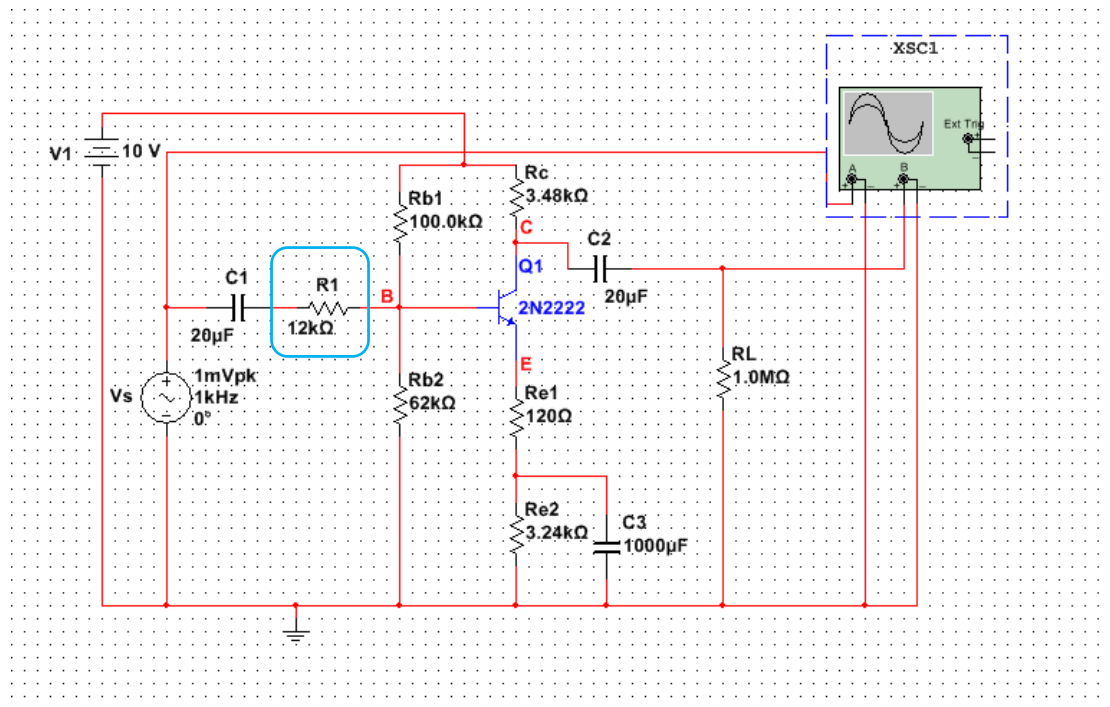 XSC1
Ext Trig
+
−
A
B
+ − + −
V1
10 V
Rc
3.48kΩ
Rb1
100.0kΩ
C
C2
20µF
Q1
2N2222
C1
20µF
R1
12kΩ
B
E
RL
1.0MΩ
Vs
1mVpk
1kHz
0°
+
−
Rb2
62kΩ
Re1
120Ω
Re2
3.24kΩ
C3
1000µF